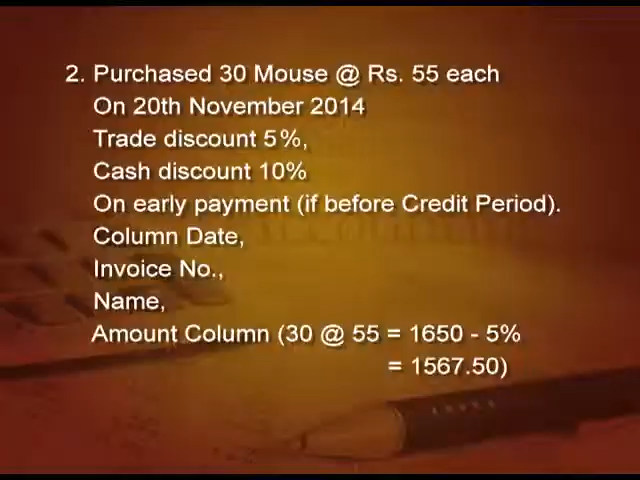 2. Purchased 30 Mouse @ Rs. 55 each
On 20th November 2014
Trade discount 5%,
Cash discount 10%
On early payment (if before Credit Period).
Column Date,
Invoice No.,
Name,
Amount Column (30 @ 55 = 1650 - 5%
= 1567.50)